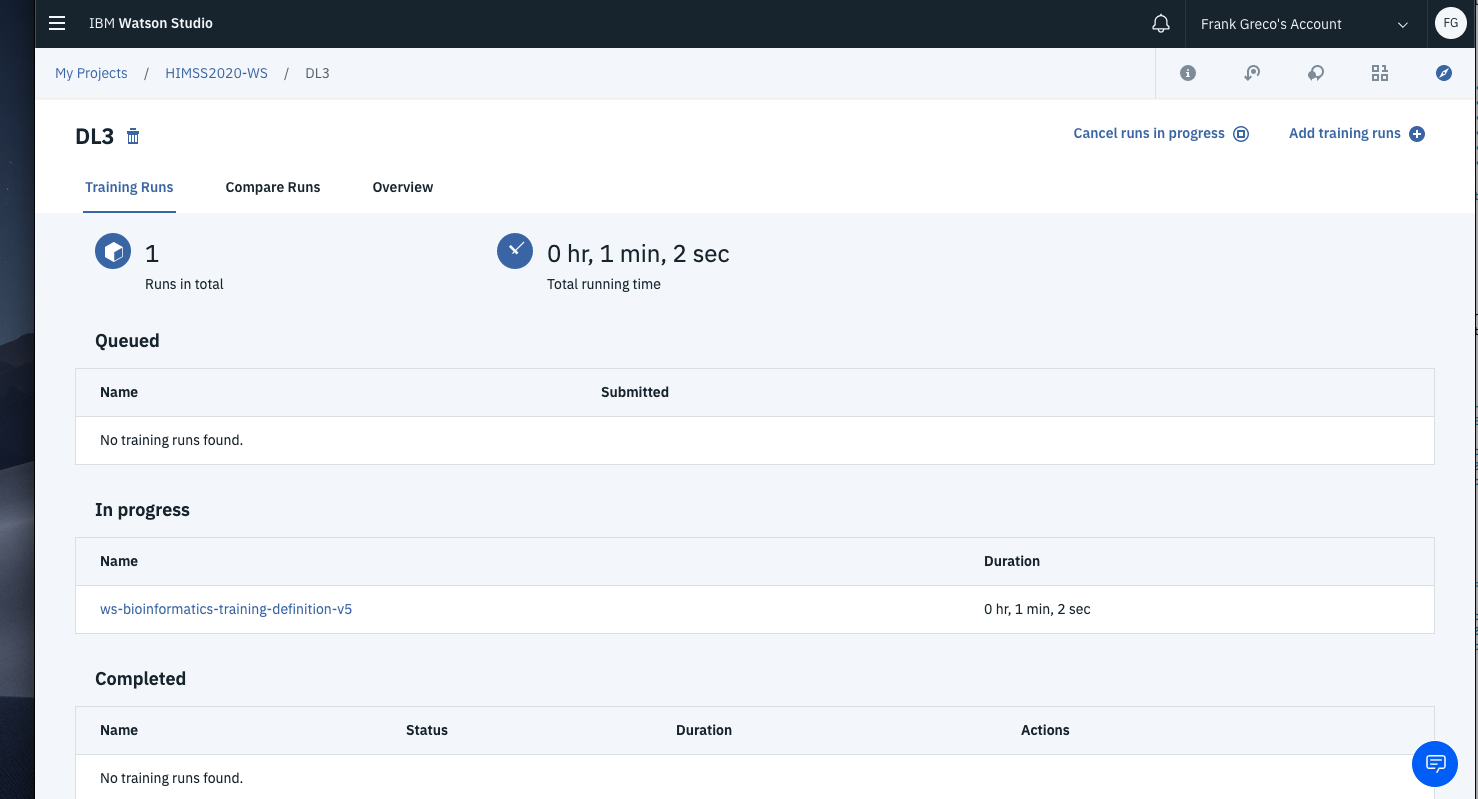 IBM Watson Studio
Frank Greco's Account
FG
My Projects / HIMSS2020-WS / DL3
DL3
Cancel runs in progress
Add training runs
Training Runs
Compare Runs
Overview
1
Runs in total
0 hr, 1 min, 2 sec
Total running time
Queued
Name Submitted
No training runs found.
In progress
Name Duration
ws-bioinformatics-training-definition-v5 0 hr, 1 min, 2 sec
Completed
Name Status Duration Actions
No training runs found.